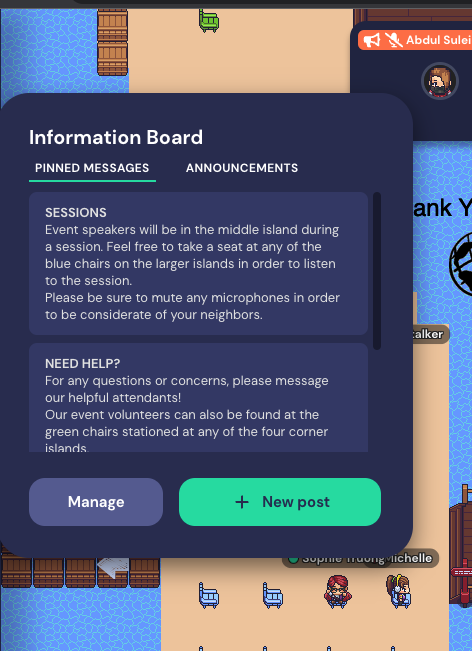 Abdul Sulei
Information Board
PINNED MESSAGES
ANNOUNCEMENTS
SESSIONS
Event speakers will be in the middle island during
a session. Feel free to take a seat at any of the
blue chairs on the larger islands in order to listen
to the session.
Please be sure to mute any microphones in order
to be considerate of your neighbors.
ank Y
talker
NEED HELP?
For any questions or concerns, please message
our helpful attendants!
Our event volunteers can also be found at the
green chairs stationed at any of the four corner
islands.
Manage
+ New post
Sophie Truong
Michelle